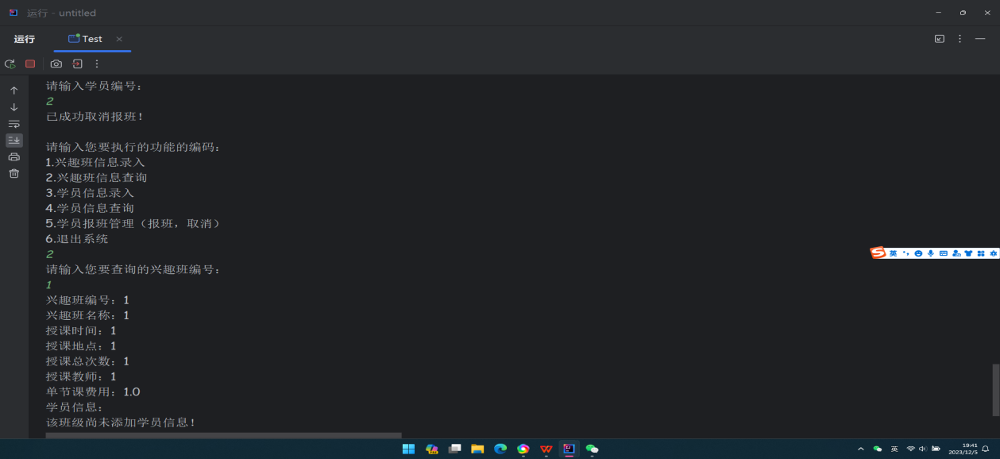 运行 - untitled
运行
Test
请输入学员编号：
2
已成功取消报班！
请输入您要执行的功能的编码：
1.兴趣班信息录入
2.兴趣班信息查询
3.学员信息录入
4.学员信息查询
5.学员报班管理（报班，取消）
6.退出系统
2
请输入您要查询的兴趣班编号：
1
兴趣班编号：1
兴趣班名称：1
授课时间：1
授课地点：1
授课总次数：1
授课教师：1
单节课费用：1.0
学员信息：
该班级尚未添加学员信息！
英
英
19:41
2023/12/5